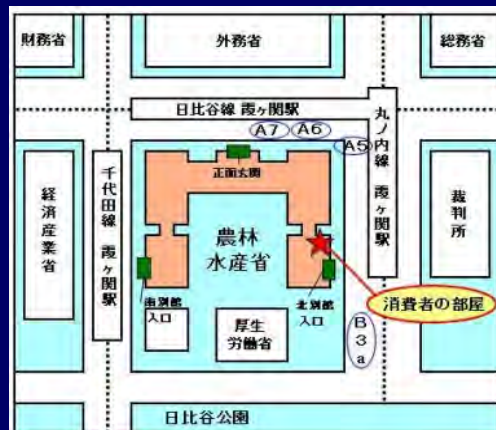 財務省
外務省
総務省
日比谷線 霞ヶ関駅
A7
A6
A5
丸ノ内線 霞ヶ関駅
正面玄関
経済産業省
千代田線 霞ヶ関駅
農林
水産省
裁判所
南別館
入口
北別館
入口
消費者の部屋
厚生
労働省
B3a
日比谷公園